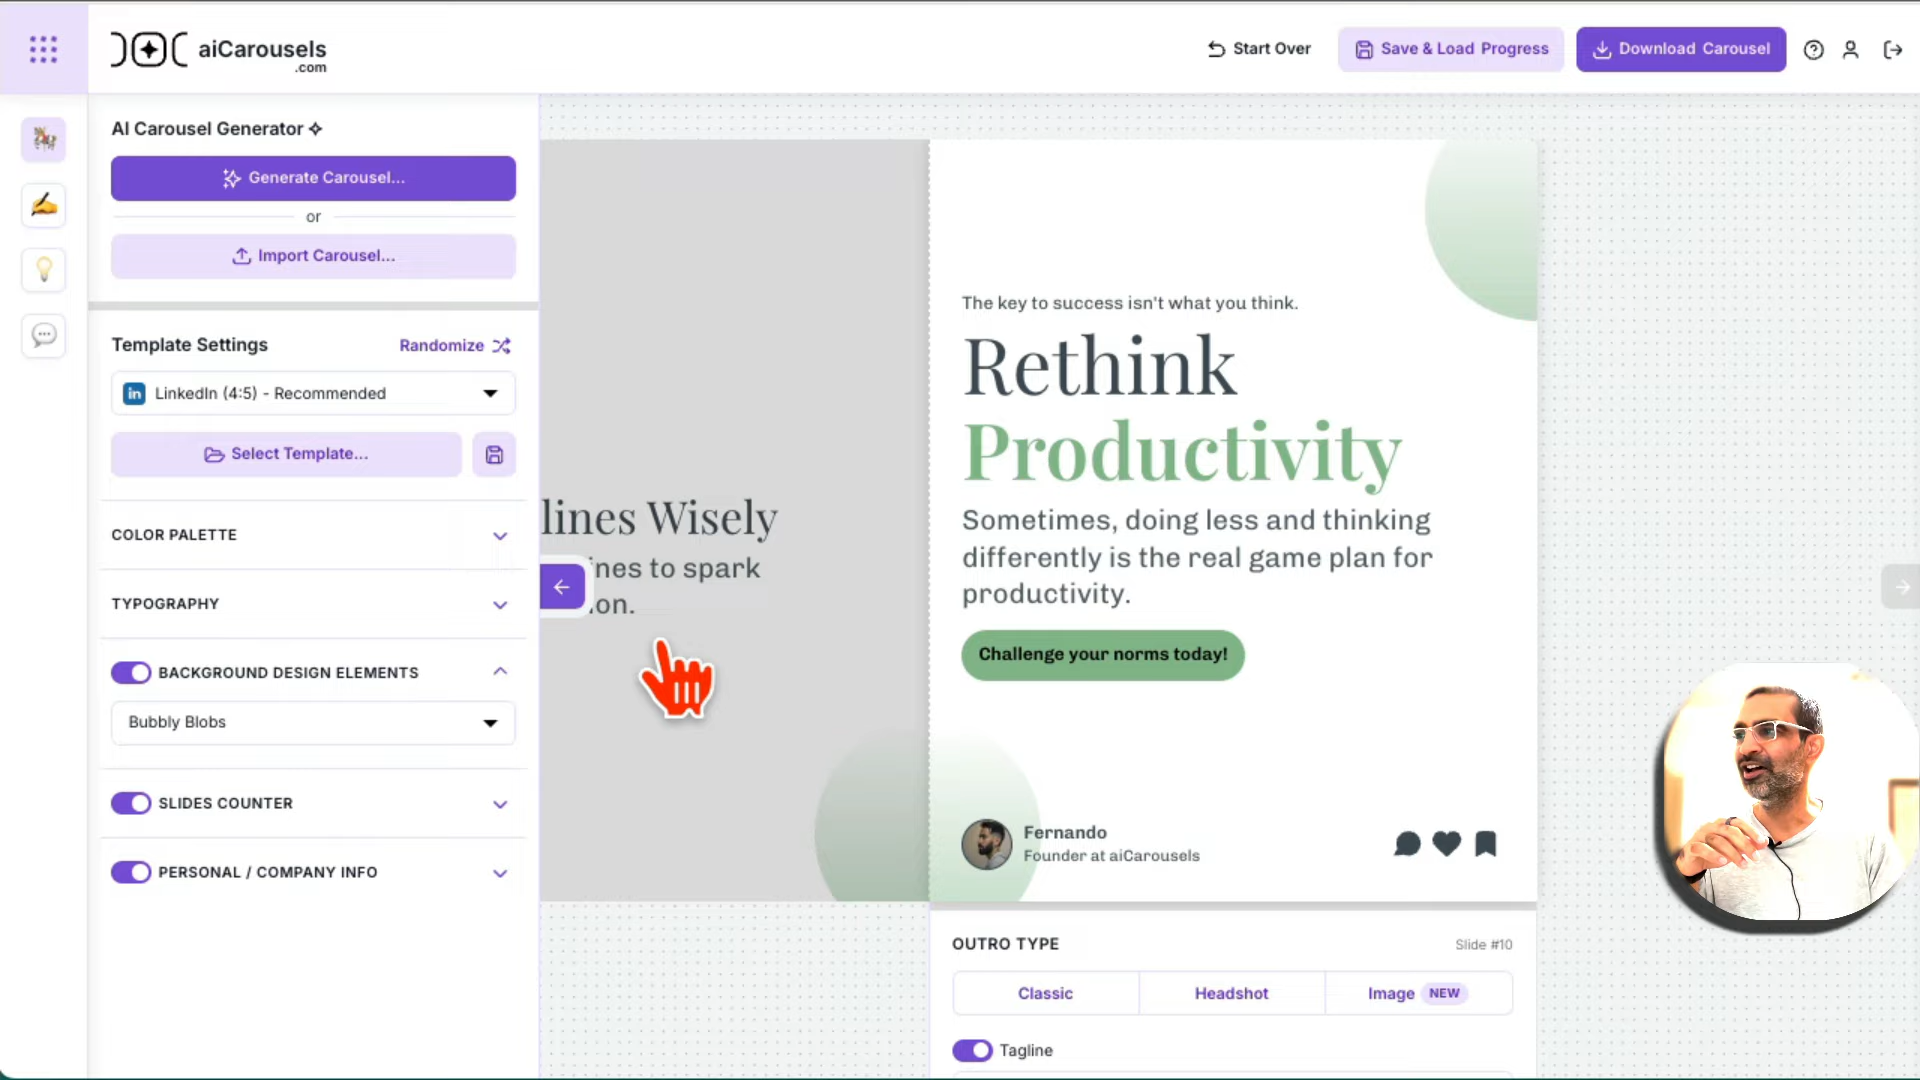 aiCarousels
.com
Start Over
Save & Load Progress
Download Carousel
AI Carousel Generator
Generate Carousel...
or
Import Carousel...
Template Settings
Randomize
in LinkedIn (4:5) - Recommended
Select Template...
COLOR PALETTE
TYPOGRAPHY
BACKGROUND DESIGN ELEMENTS
Bubbly Blobs
SLIDES COUNTER
PERSONAL / COMPANY INFO
lines Wisely
ines to spark
on.
The key to success isn't what you think.
Rethink
Productivity
Sometimes, doing less and thinking
differently is the real game plan for
productivity.
Challenge your norms today!
Fernando
Founder at aiCarousels
OUTRO TYPE
Slide #10
Classic
Headshot
Image NEW
Tagline